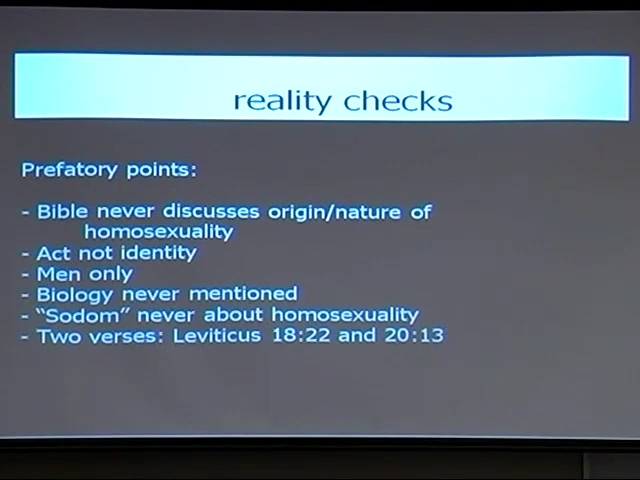 reality checks
Prefatory points:
- Bible never discusses origin/nature of
homosexuality
- Act not identity
- Men only
- Biology never mentioned
- “Sodom” never about homosexuality
- Two verses: Leviticus 18:22 and 20:13